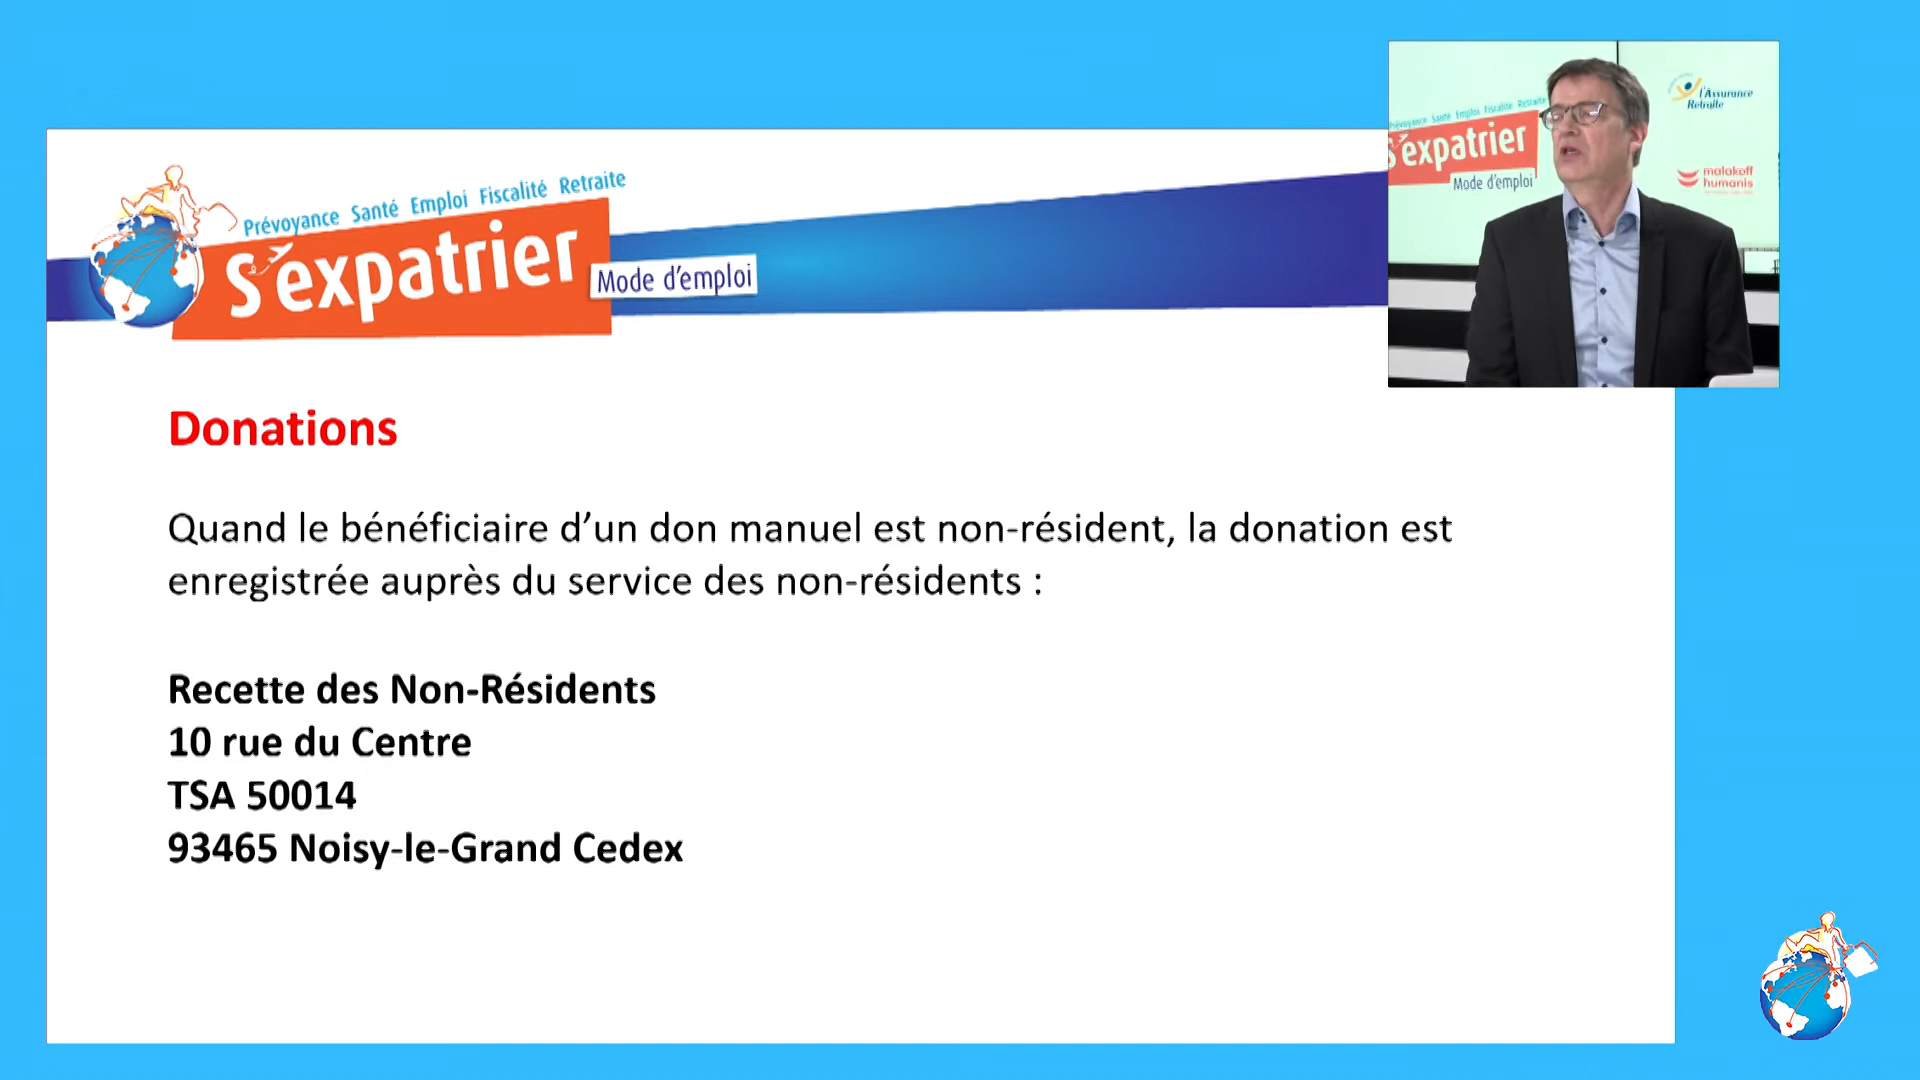 Prévoyance Santé Emploi Fiscalité Retraite
S'expatrier
Mode d'emploi
Prévoyance Santé Emploi Fiscalité Retraite
S'expatrier
Mode d'emploi
l'Assurance
Retraite
malakoff
humanis
Donations
Quand le bénéficiaire d’un don manuel est non-résident, la donation est
enregistrée auprès du service des non-résidents :
Recette des Non-Résidents
10 rue du Centre
TSA 50014
93465 Noisy-le-Grand Cedex